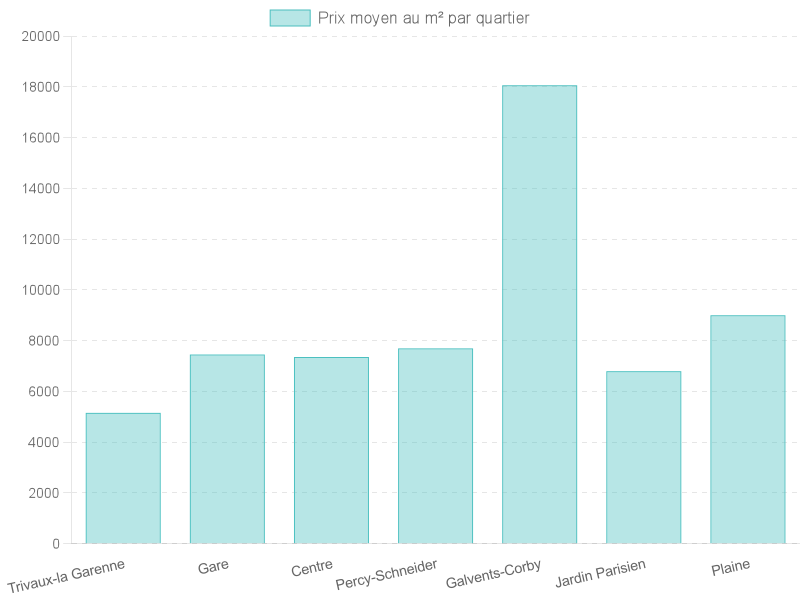 Prix moyen au m² par quartier
20000
18000
16000
14000
12000
10000
8000
6000
4000
2000
0
Trivaux-la Garenne
Gare
Centre
Percy-Schneider
Galvents-Corby
Jardin Parisien
Plaine